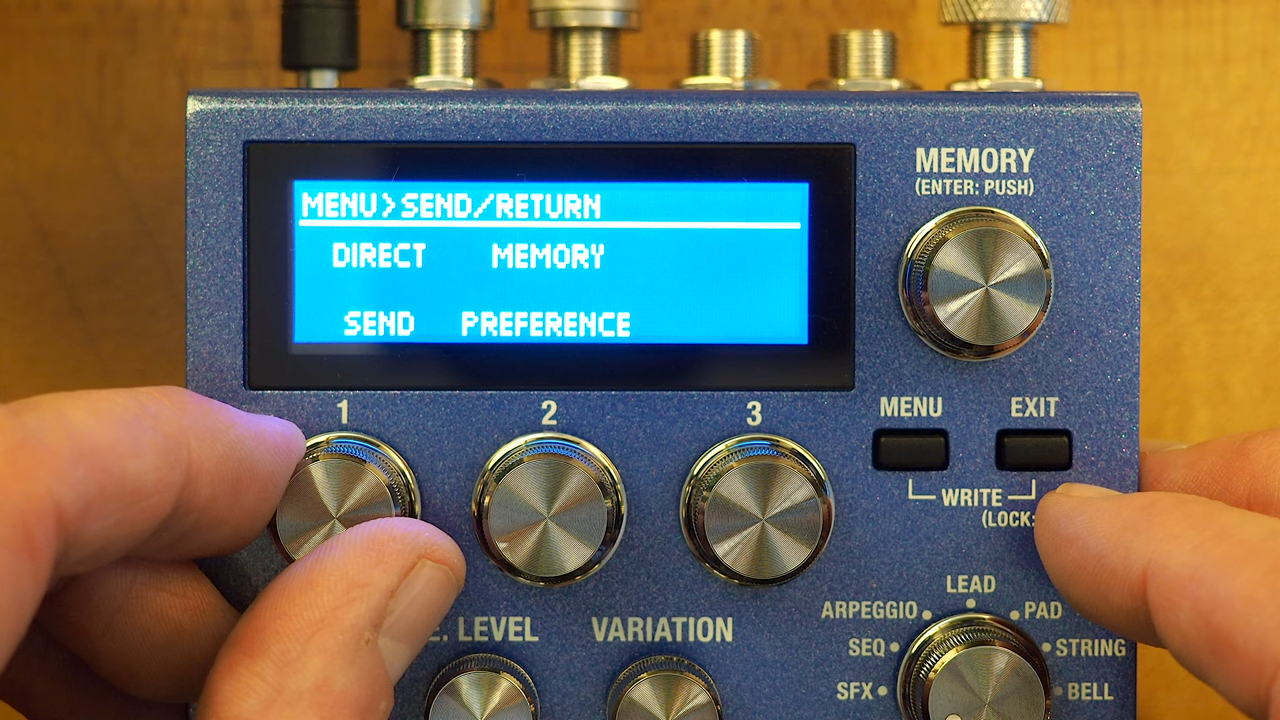 MEMORY
(ENTER: PUSH)
MENU>SEND/RETURN
DIRECT MEMORY
SEND PREFERENCE
1 2 3
MENU EXIT
WRITE
(LOCK:
E. LEVEL VARIATION
LEAD
ARPEGGIO PAD
SEQ STRING
SFX BELL